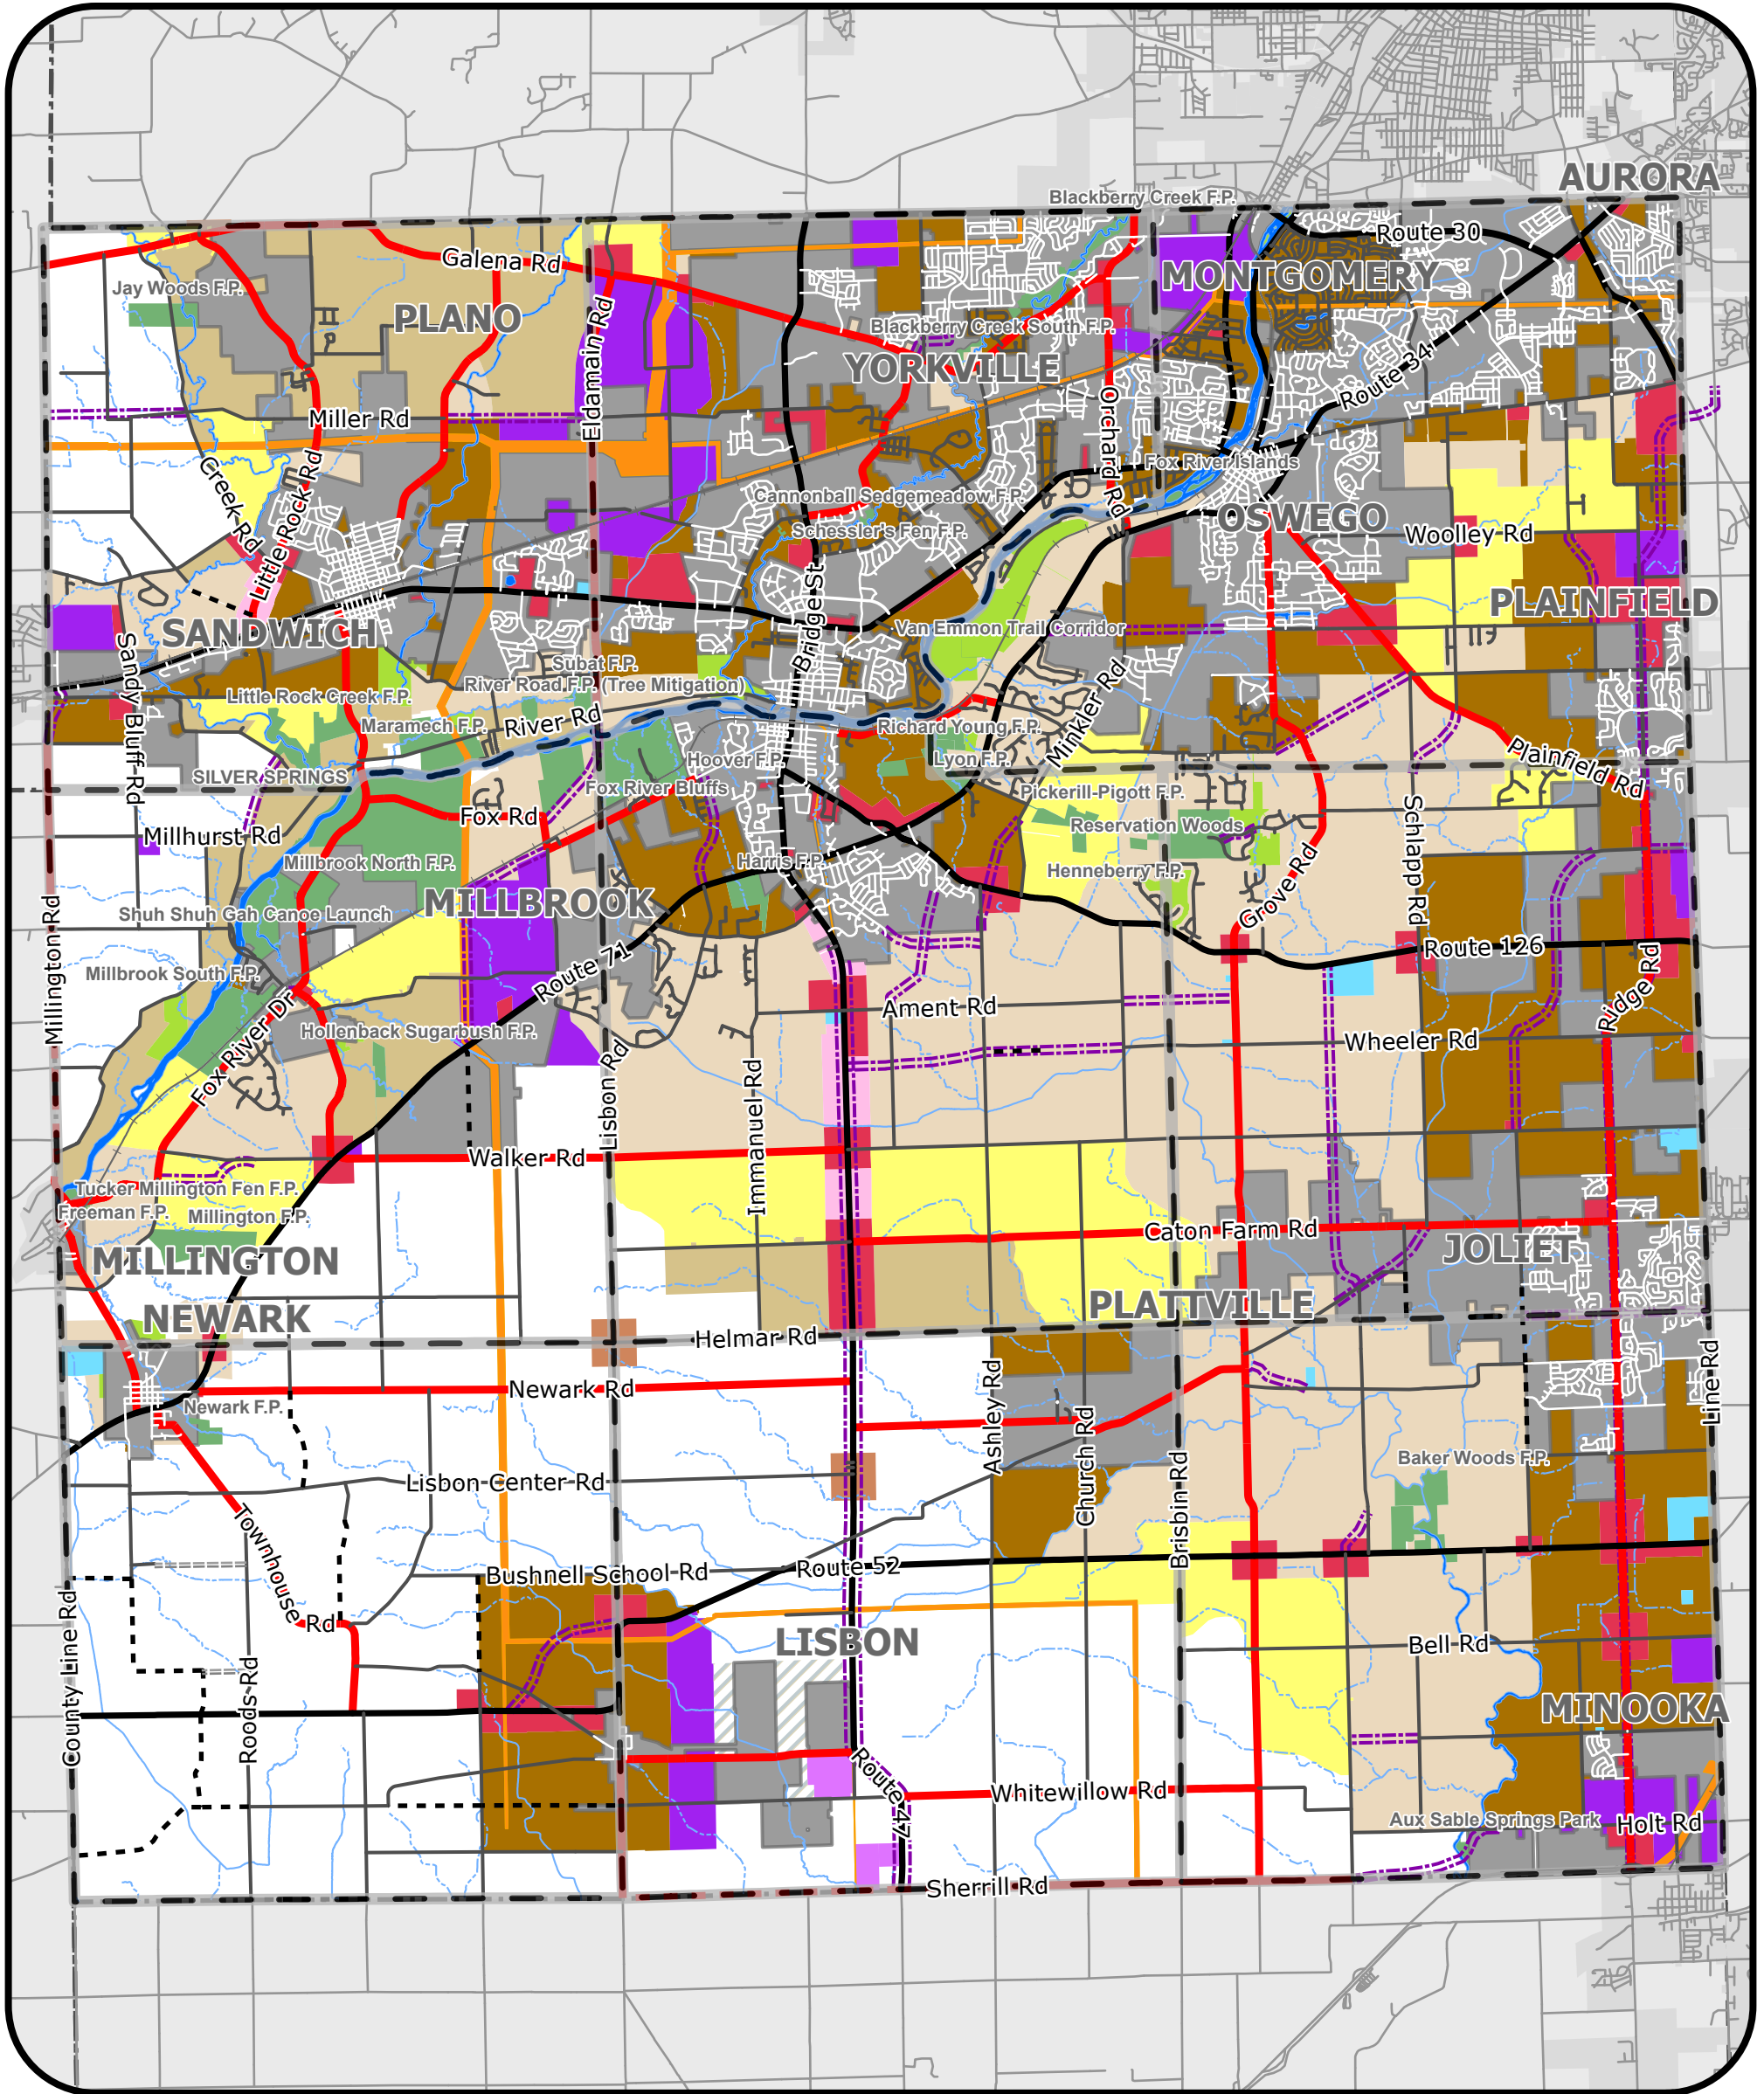 AURORA
Blackberry Creek F.P.
Route 30
Galena Rd
MONTGOMERY
Jay Woods F.P.
PLANO
Eldamain Rd
Blackberry Creek South F.P.
YORKVILLE
Route 34
Miller Rd
Orchard Rd
Creek Rd
Little Rock Rd
Fox River Islands
Cannonball Sedgemeadow F.P.
Schessler's Fen F.P.
OSWEGO
Woolley Rd
PLAINFIELD
SANDWICH
Bridge St
Van Emmon Trail Corridor
Sandy Bluff Rd
Subat F.P.
River Road F.P. (Tree Mitigation)
Little Rock Creek F.P.
Maramech F.P.
River Rd
Richard Young F.P.
Minkler Rd
Hoover F.P.
Lyon F.P.
Plainfield Rd
SILVER SPRINGS
Fox River Bluffs
Pickerill-Pigott F.P.
Fox Rd
Reservation Woods
Schlapp Rd
Millhurst Rd
Millbrook North F.P.
Harris F.P.
Henneberry F.P.
Grove Rd
MILLBROOK
Shuh Shuh Gah Canoe Launch
Millington Rd
Route 126
Millbrook South F.P.
Route 71
Ridge Rd
Ament Rd
Fox River Dr
Hollenback Sugarbush F.P.
Wheeler Rd
Lisbon Rd
Immanuel Rd
Walker Rd
Tucker Millington Fen F.P.
Freeman F.P.
Millington F.P.
Caton Farm Rd
MILLINGTON
JOLIET
NEWARK
PLATTVILLE
Helmar Rd
Line Rd
Newark Rd
Ashley Rd
Newark F.P.
Church Rd
Baker Woods F.P.
Lisbon Center Rd
Brisbin Rd
Townhouse Rd
Bushnell School Rd
Route 52
County Line Rd
LISBON
Bell Rd
Roods Rd
MINOOKA
Route 47
Whitewillow Rd
Aux Sable Springs Park
Holt Rd
Sherrill Rd